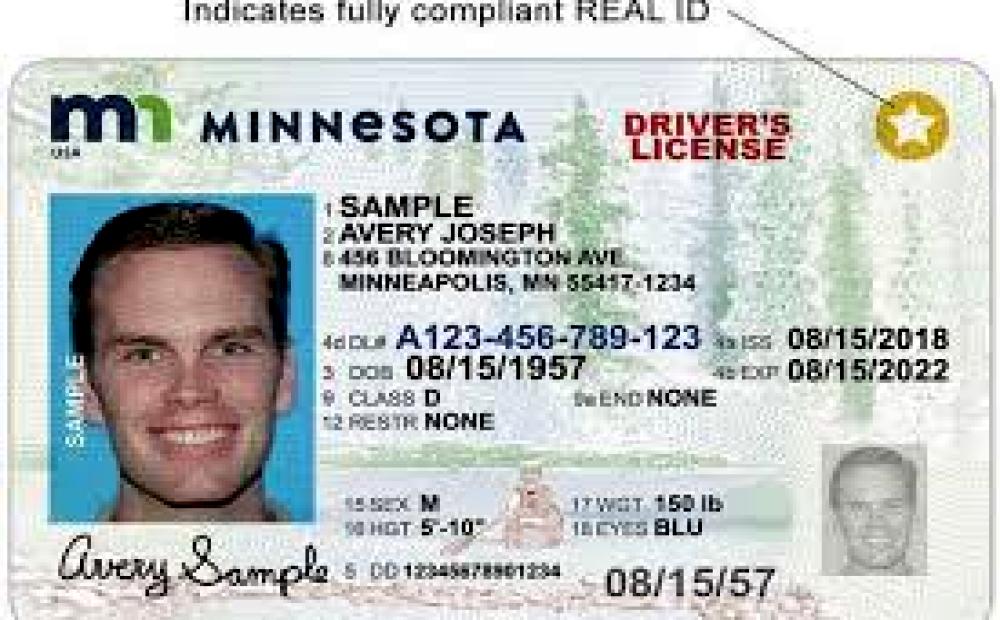 Indicates fully compliant REAL ID
mn MINNESOTA
USA
DRIVER'S
LICENSE
1 SAMPLE
2 AVERY JOSEPH
8 456 BLOOMINGTON AVE
MINNEAPOLIS, MN 55417-1234
4d DL# A123-456-789-123 4a ISS 08/15/2018
3 DOB 08/15/1957 4b EXP 08/15/2022
9 CLASS D 9a END NONE
12 RESTR NONE
SAMPLE
15 SEX M 17 WGT 150 lb
16 HGT 5'-10" 18 EYES BLU
Avery Sample
5 DD 12345678901234
08/15/57